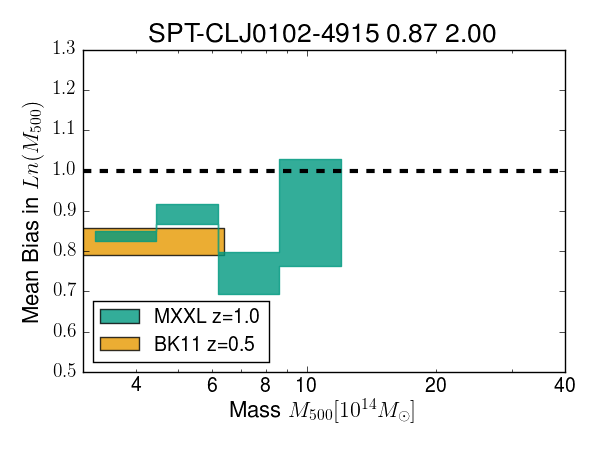 SPT-CLJ0102-4915 0.87 2.00
1.3
1.2
1.1
1.0
0.9
0.8
0.7
0.6
0.5
Mean Bias in Ln(M₅₀₀)
MXXL z=1.0
BK11 z=0.5
4 6 8 10 20 40
Mass M₅₀₀[10¹⁴M☉]